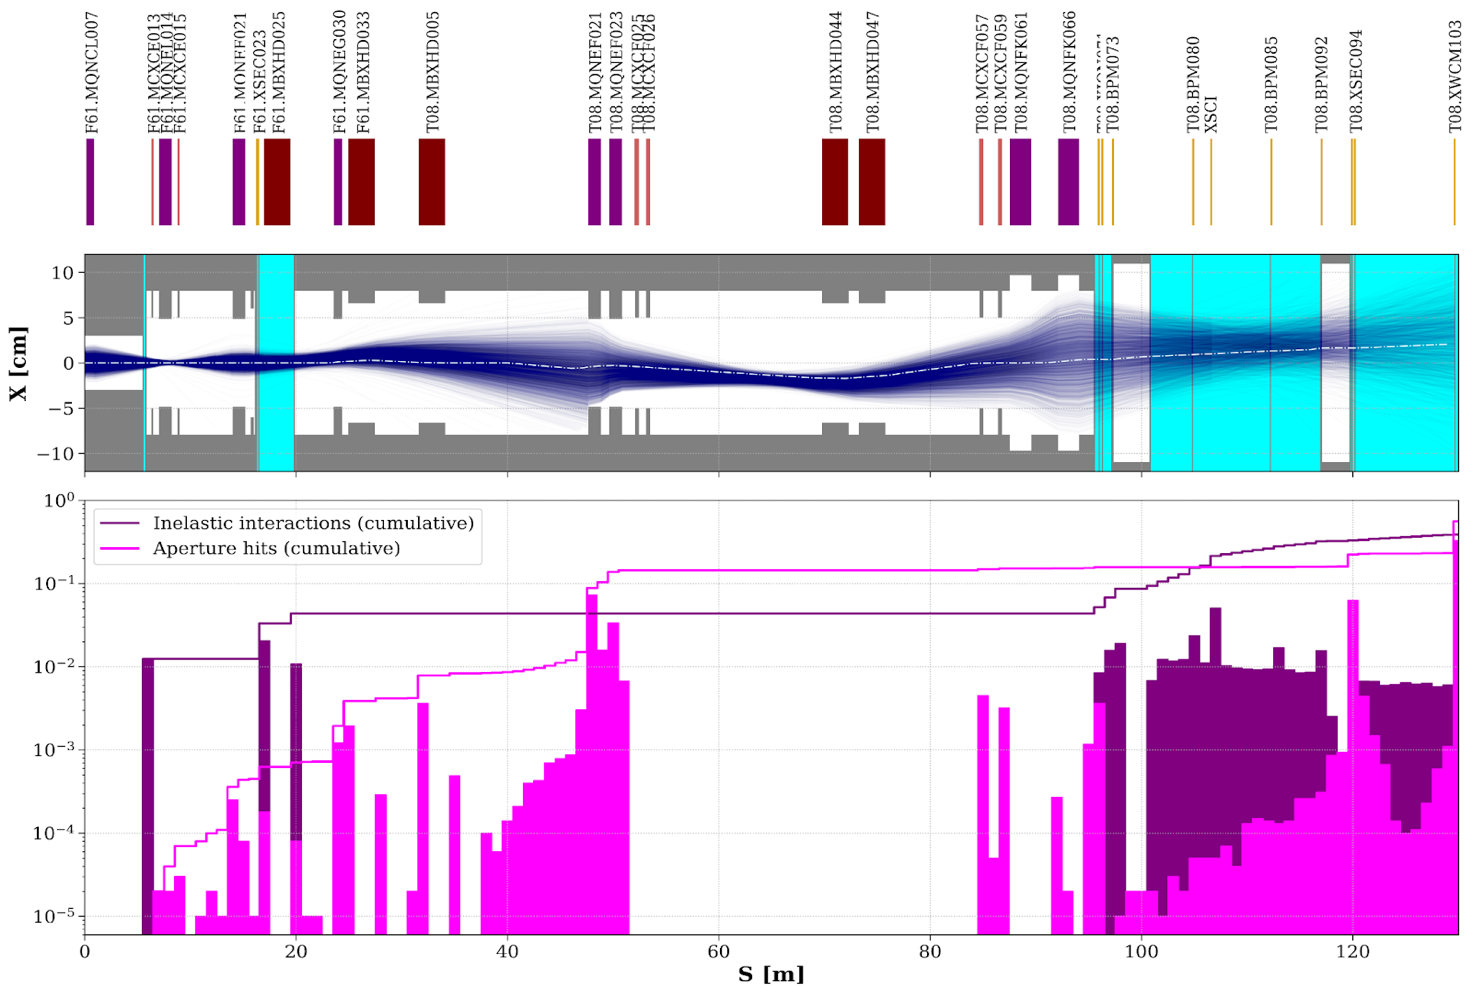 F61.MQNCL007
F61.MCXCE013
F61.MQNEL014
F61.MCXCE015
F61.MQNEF021
F61.XSEC023
F61.MBXHD025
F61.MQNEG030
F61.MBXHD033
T08.MBXHD005
T08.MQNEF021
T08.MQNEF023
T08.MCXCF025
T08.MCXCF026
T08.MBXHD044
T08.MBXHD047
T08.MCXCF057
T08.MCXCF059
T08.MQNFK061
T08.MQNFK066
T08.BPM073
T08.BPM080
XSCI
T08.BPM085
T08.BPM092
T08.XSEC094
T08.XWCM103
X [cm]
10
5
0
−5
−10
10⁰
10⁻¹
10⁻²
10⁻³
10⁻⁴
10⁻⁵
Inelastic interactions (cumulative)
Aperture hits (cumulative)
0 20 40 60 80 100 120
S [m]